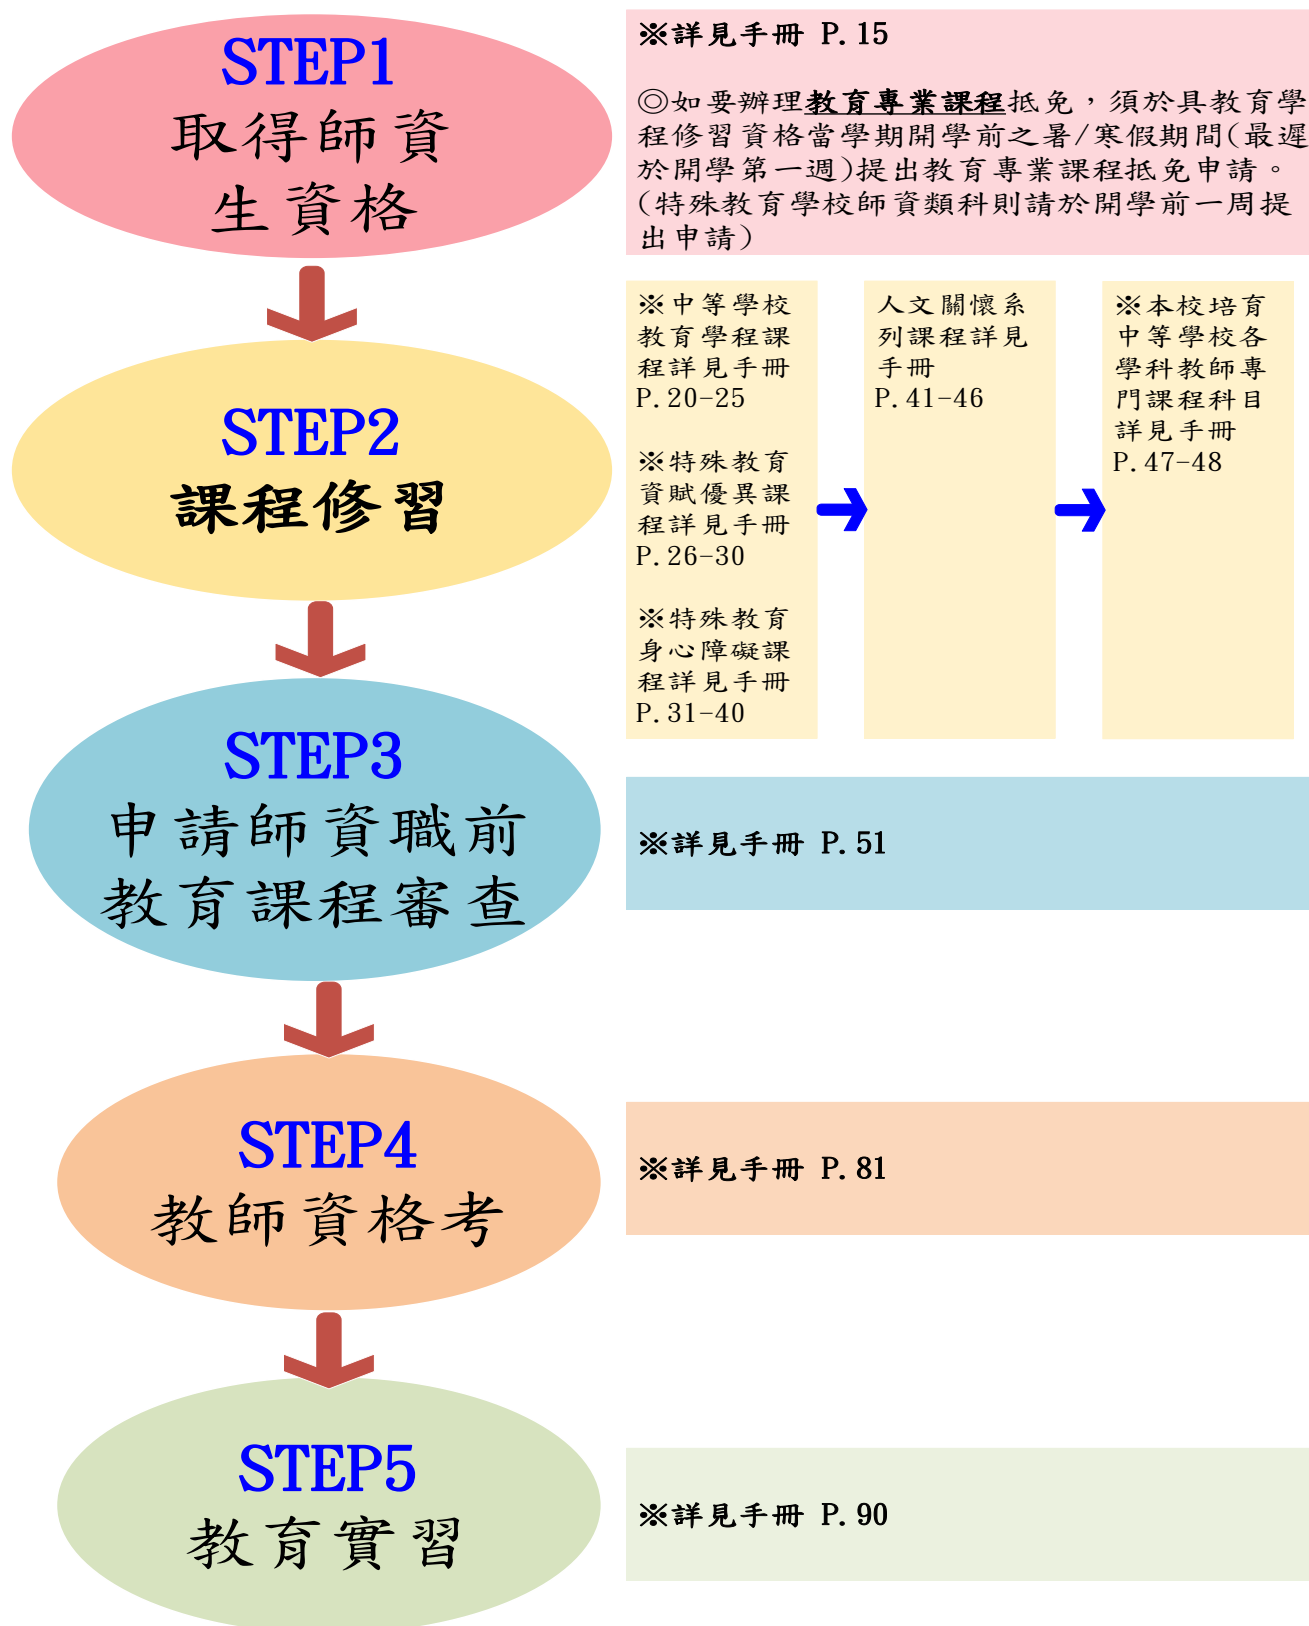 STEP1
取得師資
生資格
※詳見手冊 P.15
◎如要辦理教育專業課程抵免，須於具教育學
程修習資格當學期開學前之暑/寒假期間(最遲
於開學第一週)提出教育專業課程抵免申請。
(特殊教育學校師資類科則請於開學前一周提
出申請)
STEP2
課程修習
※中等學校
教育學程課
程詳見手冊
P.20-25
※特殊教育
資賦優異課
程詳見手冊
P.26-30
※特殊教育
身心障礙課
程詳見手冊
P.31-40
人文關懷系
列課程詳見
手冊
P.41-46
※本校培育
中等學校各
學科教師專
門課程科目
詳見手冊
P.47-48
STEP3
申請師資職前
教育課程審查
※詳見手冊 P.51
STEP4
教師資格考
※詳見手冊 P.81
STEP5
教育實習
※詳見手冊 P.90